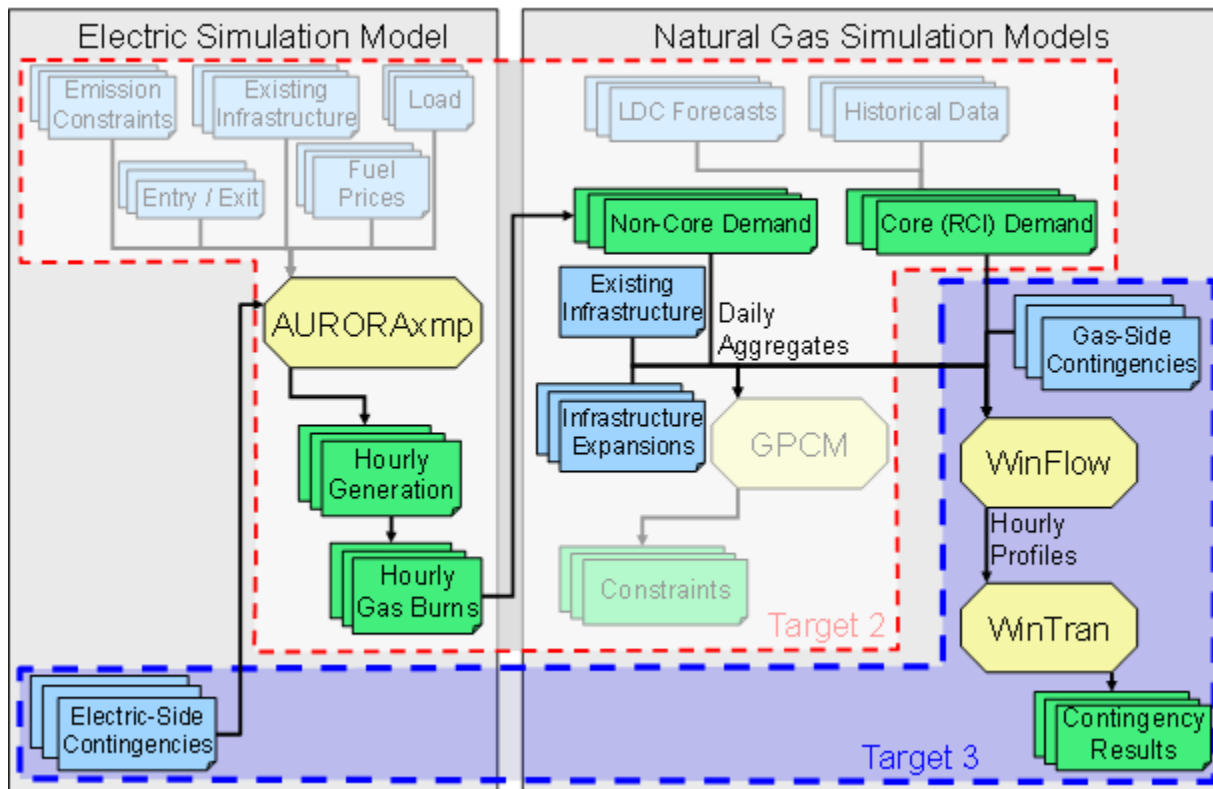 Electric Simulation Model
Natural Gas Simulation Models
Emission
Constraints
Existing
Infrastructure
Load
LDC Forecasts
Historical Data
Entry / Exit
Fuel
Prices
Non-Core Demand
Core (RCI) Demand
AURORAxmp
Existing
Infrastructure
Daily
Aggregates
Gas-Side
Contingencies
Infrastructure
Expansions
GPCM
WinFlow
Hourly
Generation
Hourly
Profiles
Hourly
Gas Burns
Constraints
Target 2
WinTran
Electric-Side
Contingencies
Contingency
Results
Target 3